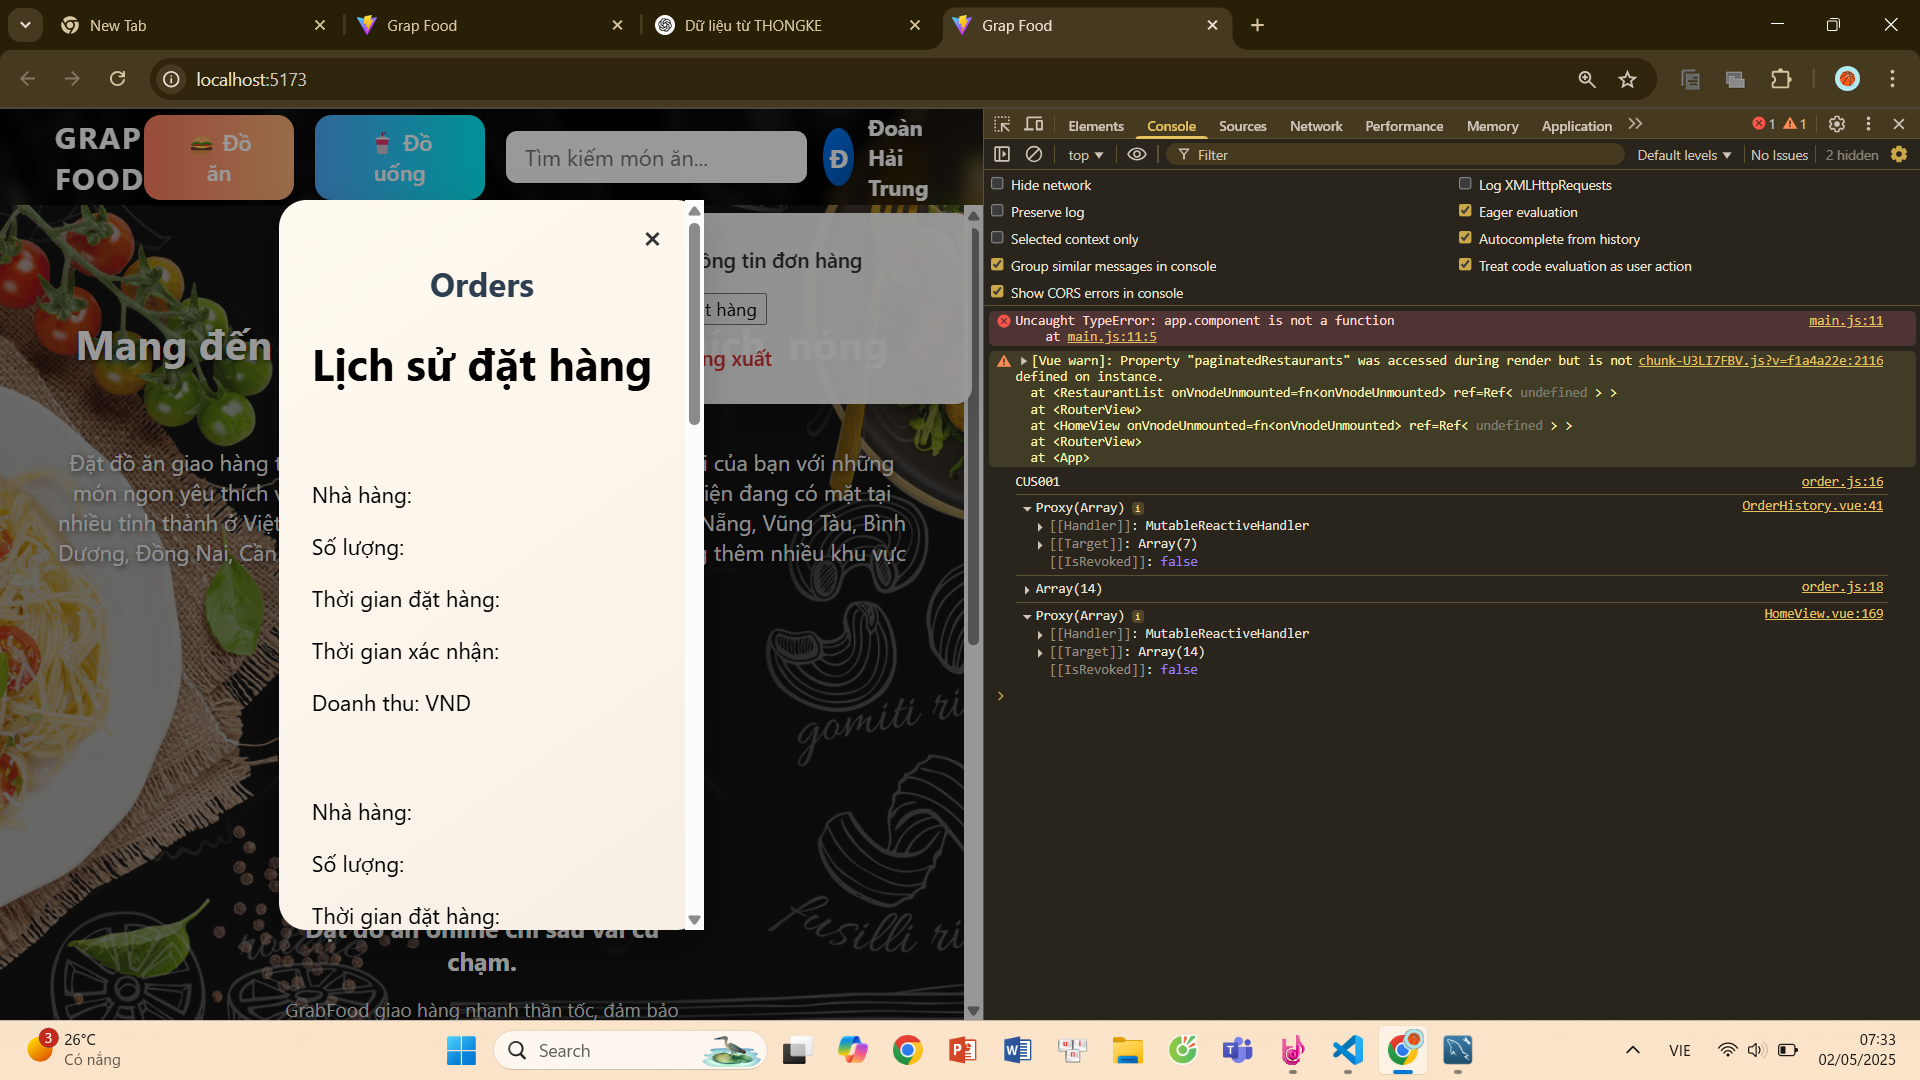 New Tab
Grap Food
Dữ liệu từ THONGKE
Grap Food
localhost:5173
GRAP FOOD
🍔 Đồ ăn
🥤 Đồ uống
Tìm kiếm món ăn...
Đ
Đoàn Hải Trung
ông tin đơn hàng
t hàng
ng xuất
Mang đến
ích nóng
Đặt đồ ăn giao hàng t
i của bạn với những
món ngon yêu thích v
iện đang có mặt tại
nhiều tỉnh thành ở Việt
Nẵng, Vũng Tàu, Bình
Dương, Đồng Nai, Cần
g thêm nhiều khu vực
×
Orders
Lịch sử đặt hàng
Nhà hàng:
Số lượng:
Thời gian đặt hàng:
Thời gian xác nhận:
Doanh thu: VND
Nhà hàng:
Số lượng:
Thời gian đặt hàng:
Đặt đồ ăn online chỉ sau vài cú
chạm.
GrabFood giao hàng nhanh thần tốc, đảm bảo
gomiti ri
fusilli ri
Elements
Console
Sources
Network
Performance
Memory
Application
1
1
top
Filter
Default levels
No Issues
2 hidden
Hide network
Log XMLHttpRequests
Preserve log
Eager evaluation
Selected context only
Autocomplete from history
Group similar messages in console
Treat code evaluation as user action
Show CORS errors in console
Uncaught TypeError: app.component is not a function main.js:11
at main.js:11:5
[Vue warn]: Property "paginatedRestaurants" was accessed during render but is not chunk-U3LI7FBV.js?v=f1a4a22e:2116
defined on instance.
at <RestaurantList onVnodeUnmounted=fn<onVnodeUnmounted> ref=Ref< undefined > >
at <RouterView>
at <HomeView onVnodeUnmounted=fn<onVnodeUnmounted> ref=Ref< undefined > >
at <RouterView>
at <App>
CUS001 order.js:16
Proxy(Array) i OrderHistory.vue:41
[[Handler]]: MutableReactiveHandler
[[Target]]: Array(7)
[[IsRevoked]]: false
Array(14) order.js:18
Proxy(Array) i HomeView.vue:169
[[Handler]]: MutableReactiveHandler
[[Target]]: Array(14)
[[IsRevoked]]: false
3
26°C
Có nắng
Search
VIE
07:33
02/05/2025